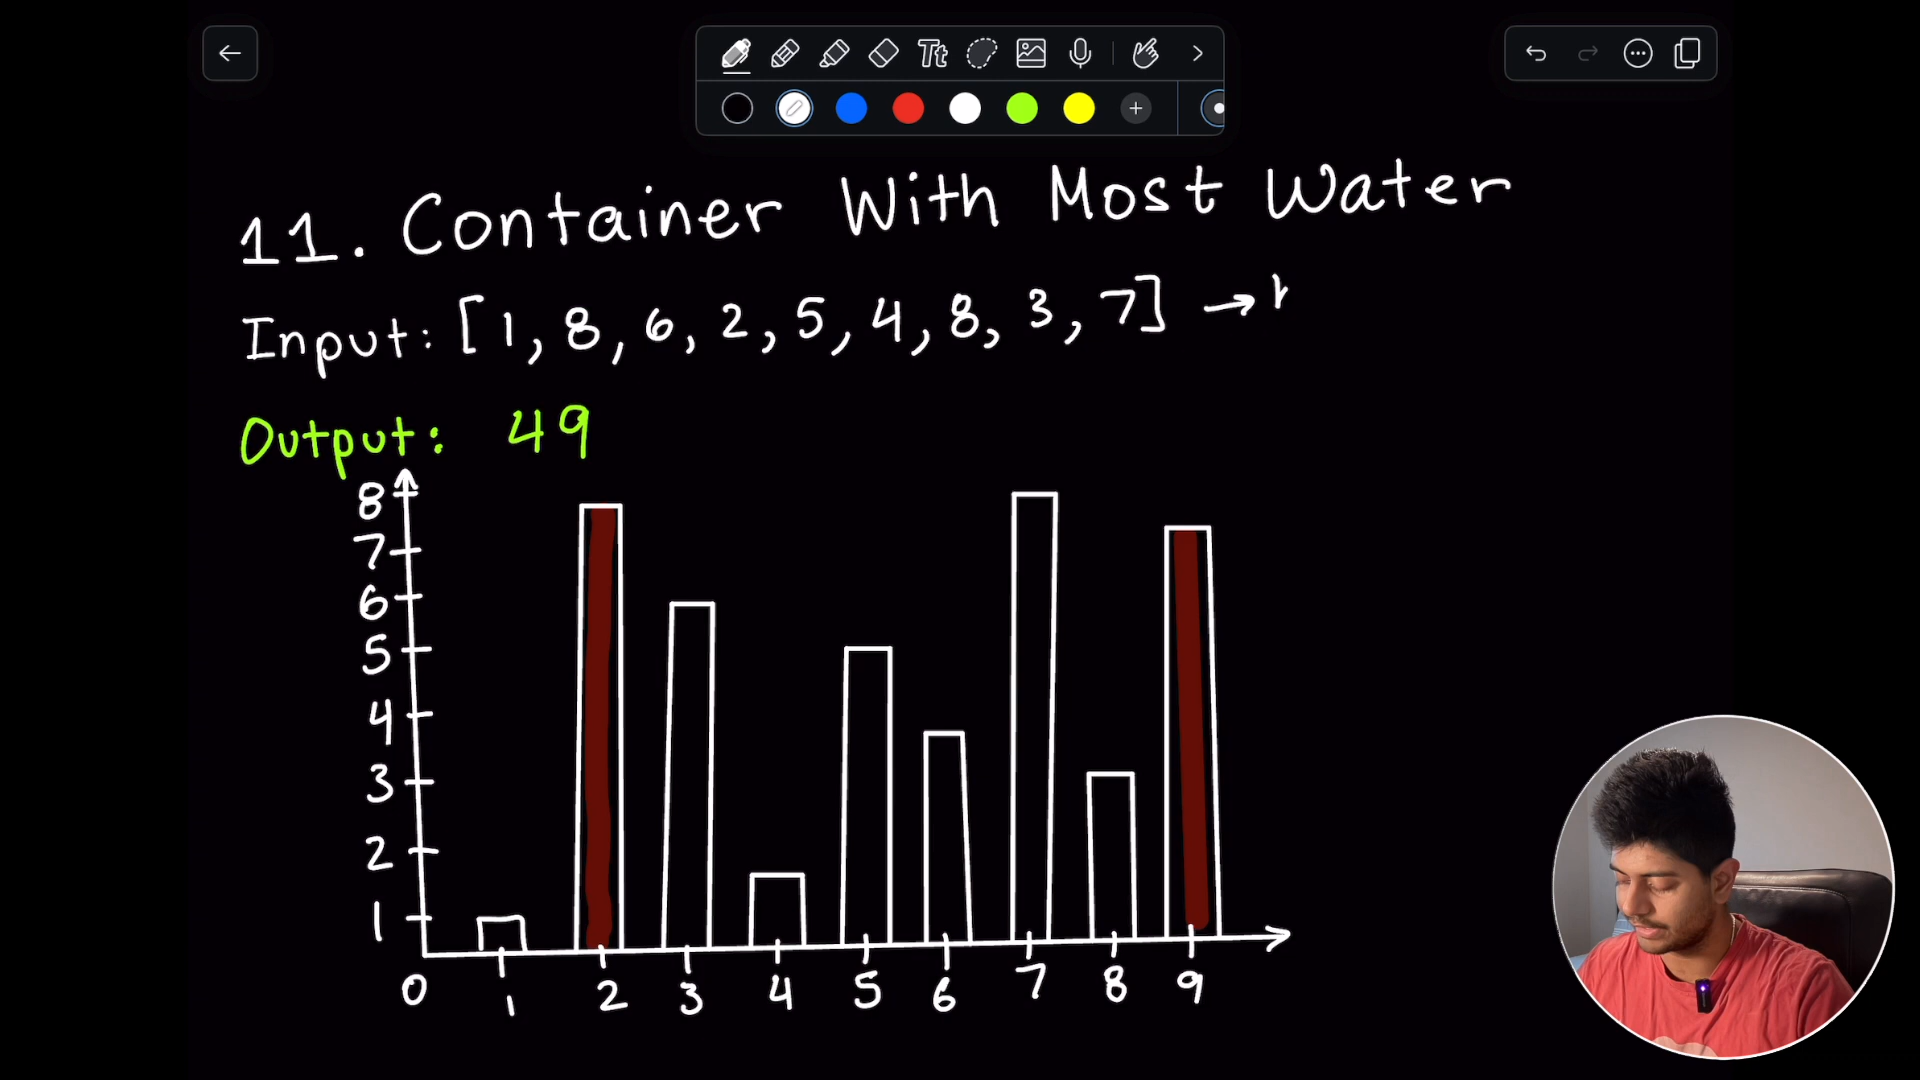 Tt
11. Container With Most Water
Input: [1, 8, 6, 2, 5, 4, 8, 3, 7] →
Output: 49
8
7
6
5
4
3
2
1
0 1 2 3 4 5 6 7 8 9